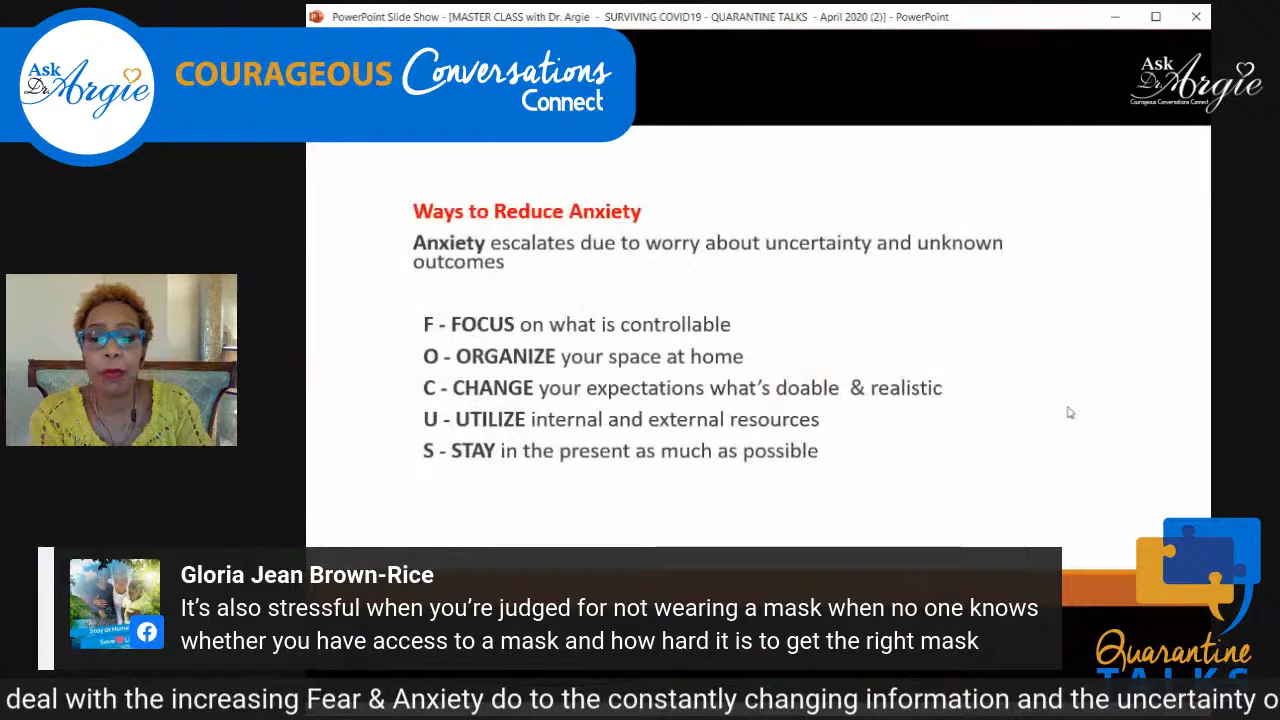 PowerPoint Slide Show - [MASTER CLASS with Dr. Argie - SURVIVING COVID19 - QUARANTINE TALKS - April 2020 (2)] - PowerPoint
Ask
Dr. Argie
COURAGEOUS Conversations
Connect
Ask
Dr. Argie
Courageous Conversations Connect
Ways to Reduce Anxiety
Anxiety escalates due to worry about uncertainty and unknown
outcomes
F - FOCUS on what is controllable
O - ORGANIZE your space at home
C - CHANGE your expectations what's doable & realistic
U - UTILIZE internal and external resources
S - STAY in the present as much as possible
Gloria Jean Brown-Rice
It's also stressful when you're judged for not wearing a mask when no one knows
whether you have access to a mask and how hard it is to get the right mask
Stay at Home
Quarantine
TALKS
deal with the increasing Fear & Anxiety do to the constantly changing information and the uncertainty o